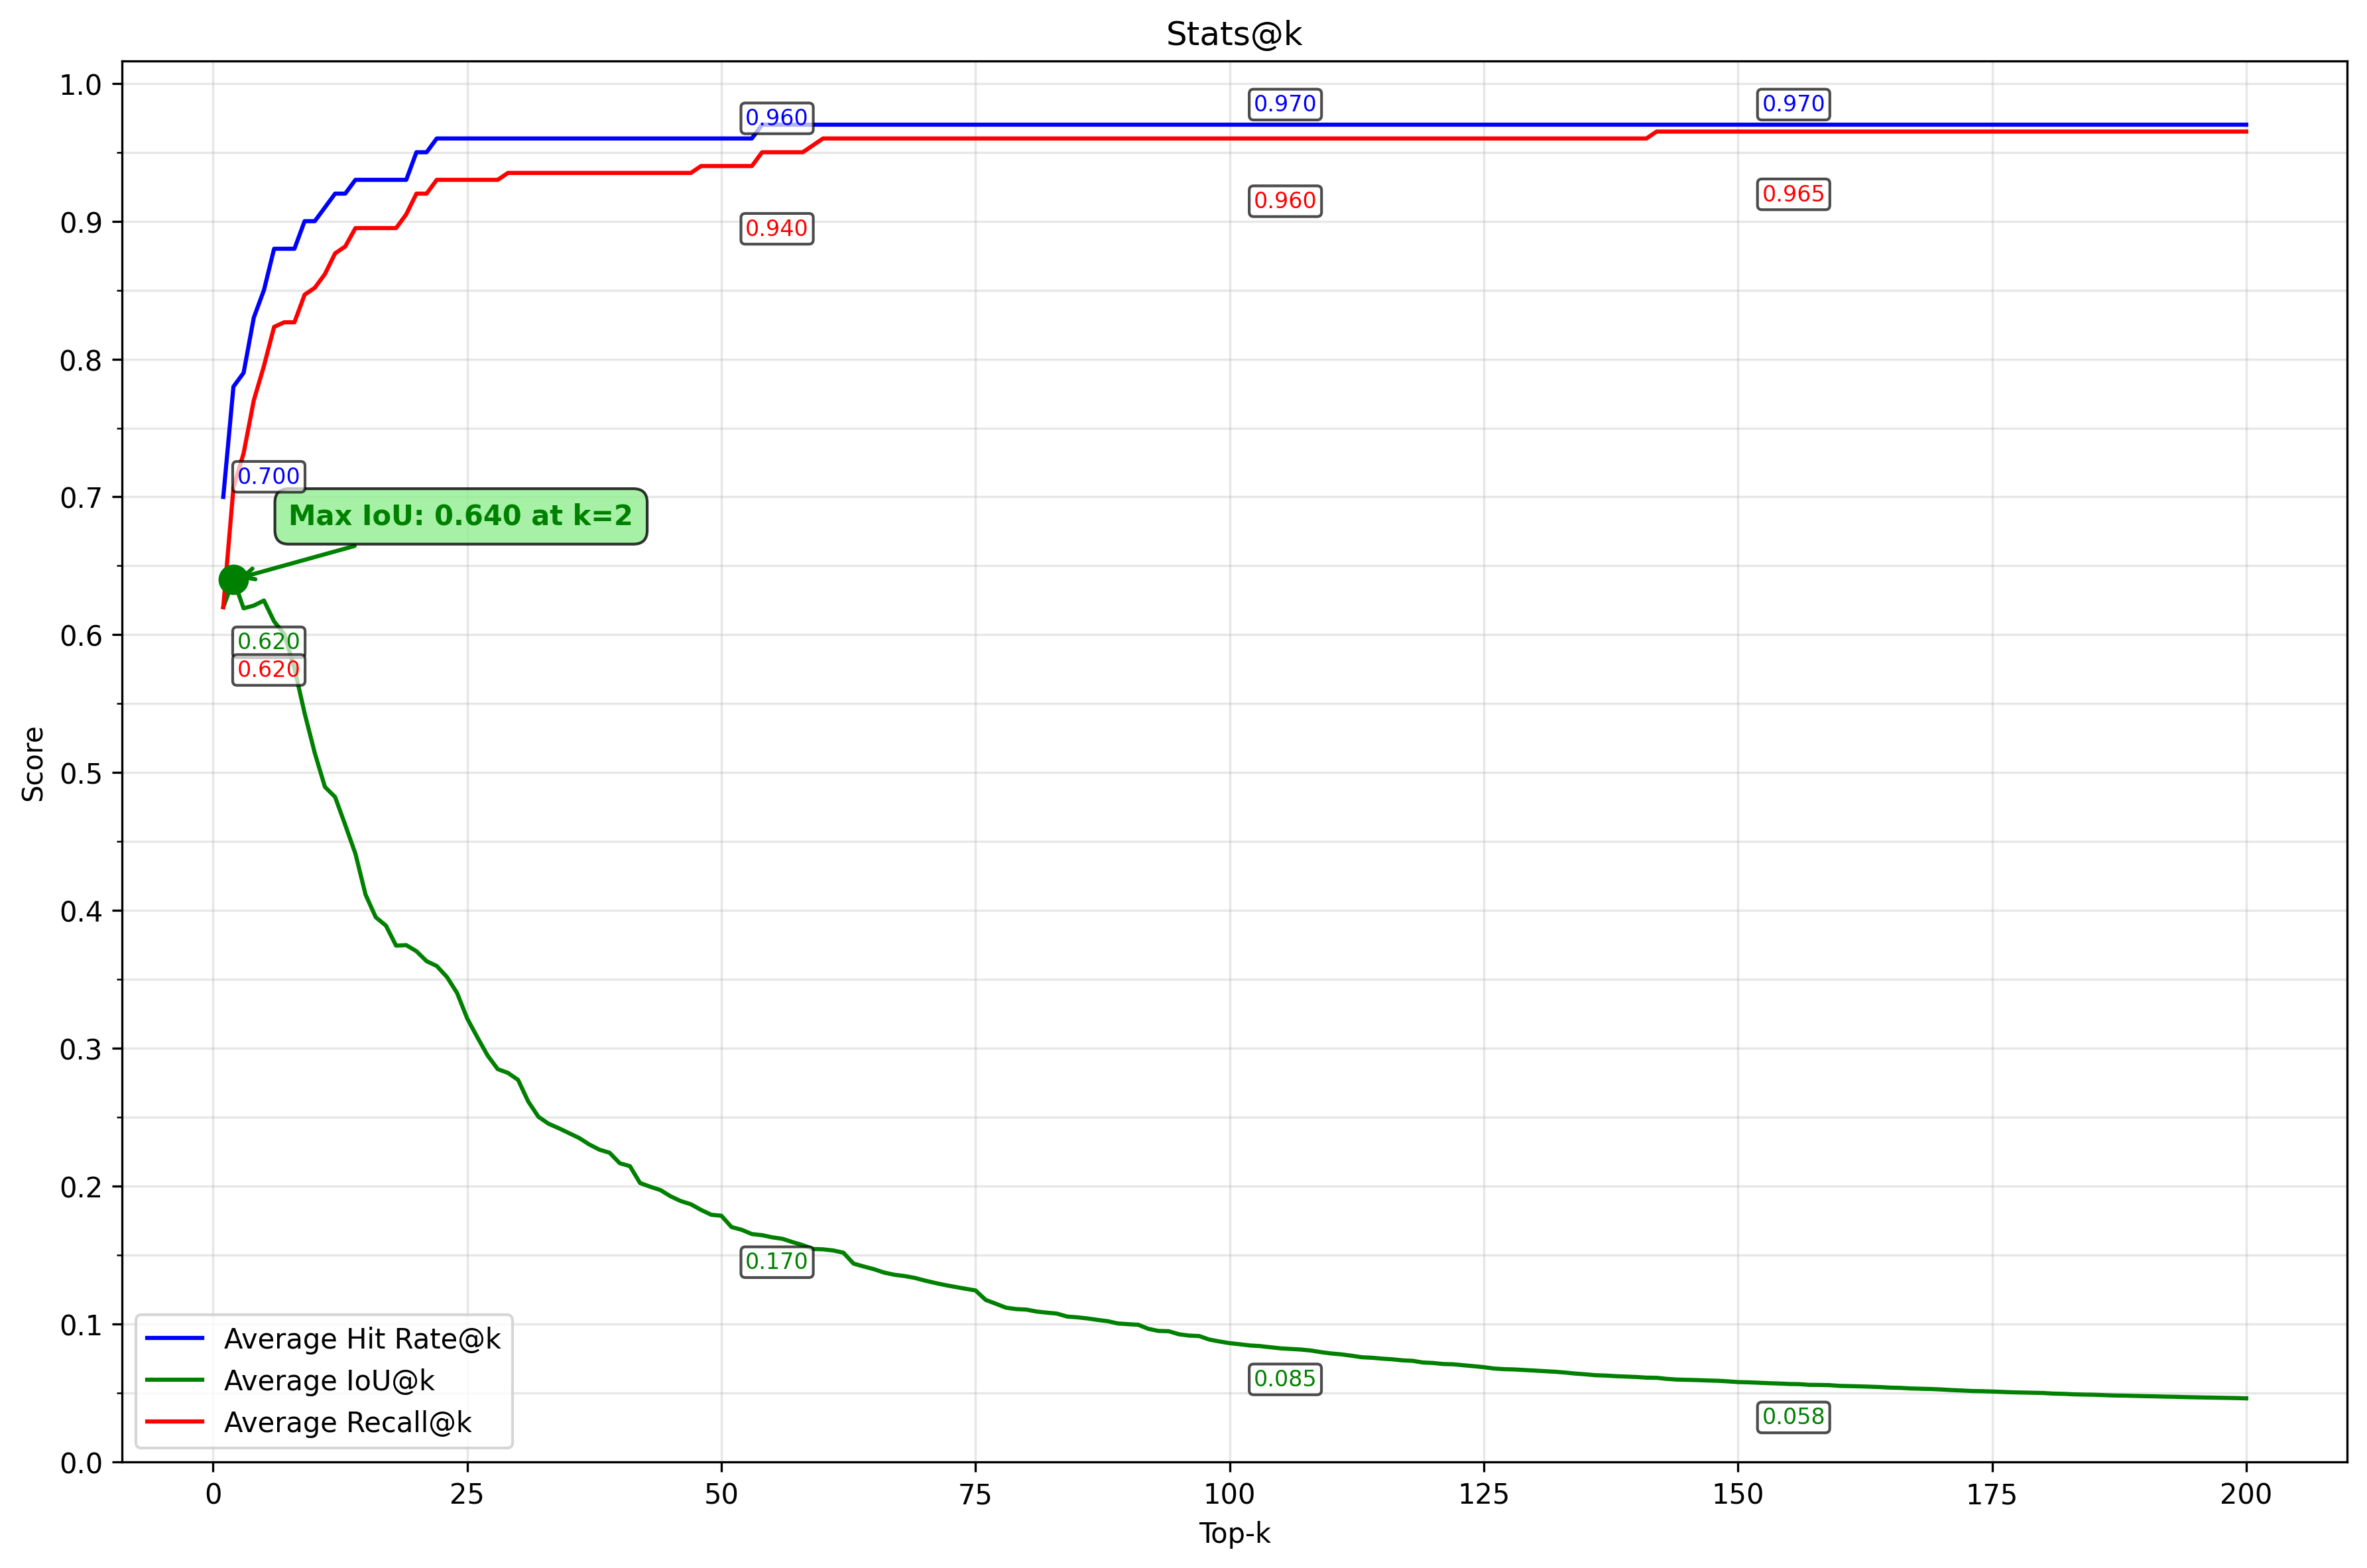 Stats@k
Score
1.0
0.9
0.8
0.7
0.6
0.5
0.4
0.3
0.2
0.1
0.0
0.960
0.970
0.970
0.940
0.960
0.965
0.700
Max IoU: 0.640 at k=2
0.620
0.620
0.170
0.085
0.058
Average Hit Rate@k
Average IoU@k
Average Recall@k
0 25 50 75 100 125 150 175 200
Top-k